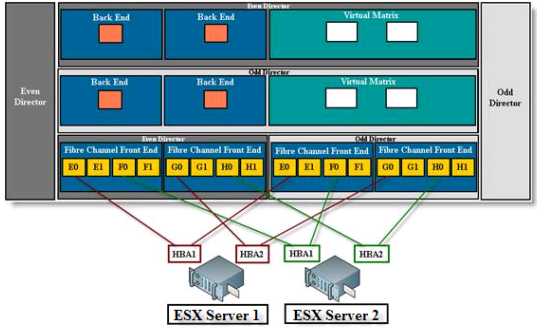 Even Director
Back End
Back End
Virtual Matrix
Odd Director
Back End
Back End
Virtual Matrix
Even
Director
Odd
Director
Even Director
Odd Director
Fibre Channel Front End
Fibre Channel Front End
Fibre Channel Front End
Fibre Channel Front End
E0 E1 F0 F1
G0 G1 H0 H1
E0 E1 F0 F1
G0 G1 H0 H1
HBA1
HBA2
HBA1
HBA2
ESX Server 1
ESX Server 2